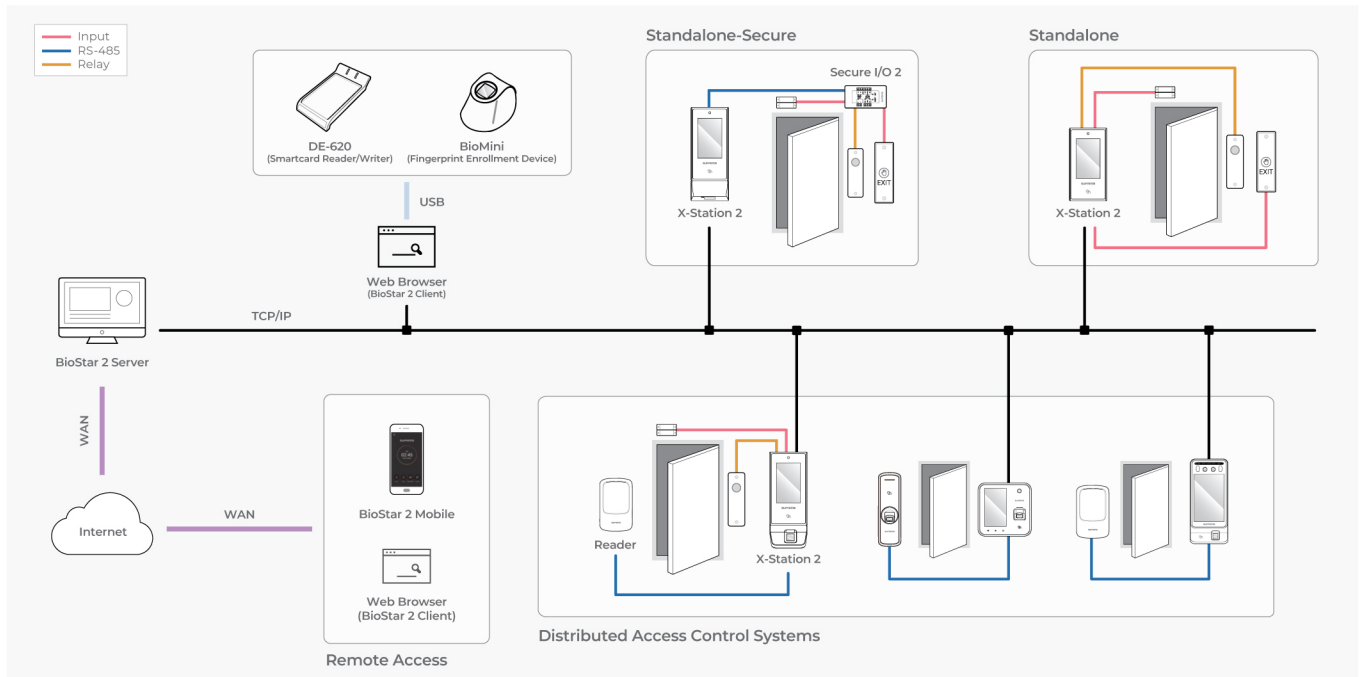 Input
RS-485
Relay
DE-620
(Smartcard Reader/Writer)
BioMini
(Fingerprint Enrollment Device)
USB
Web Browser
(BioStar 2 Client)
TCP/IP
BioStar 2 Server
WAN
Internet
WAN
BioStar 2 Mobile
Web Browser
(BioStar 2 Client)
Remote Access
Standalone-Secure
Secure I/O 2
EXIT
X-Station 2
Standalone
EXIT
X-Station 2
Reader
X-Station 2
Distributed Access Control Systems